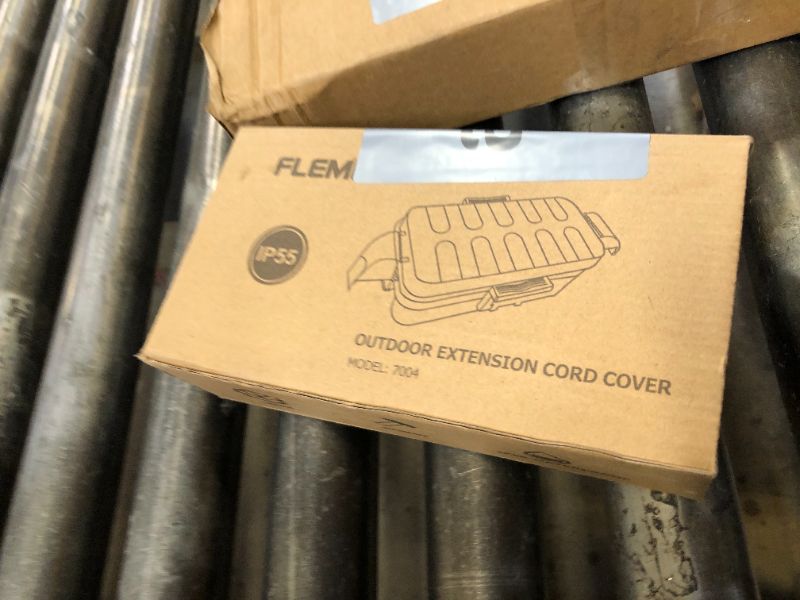 FLEM
IP55
OUTDOOR EXTENSION CORD COVER
MODEL: 7004